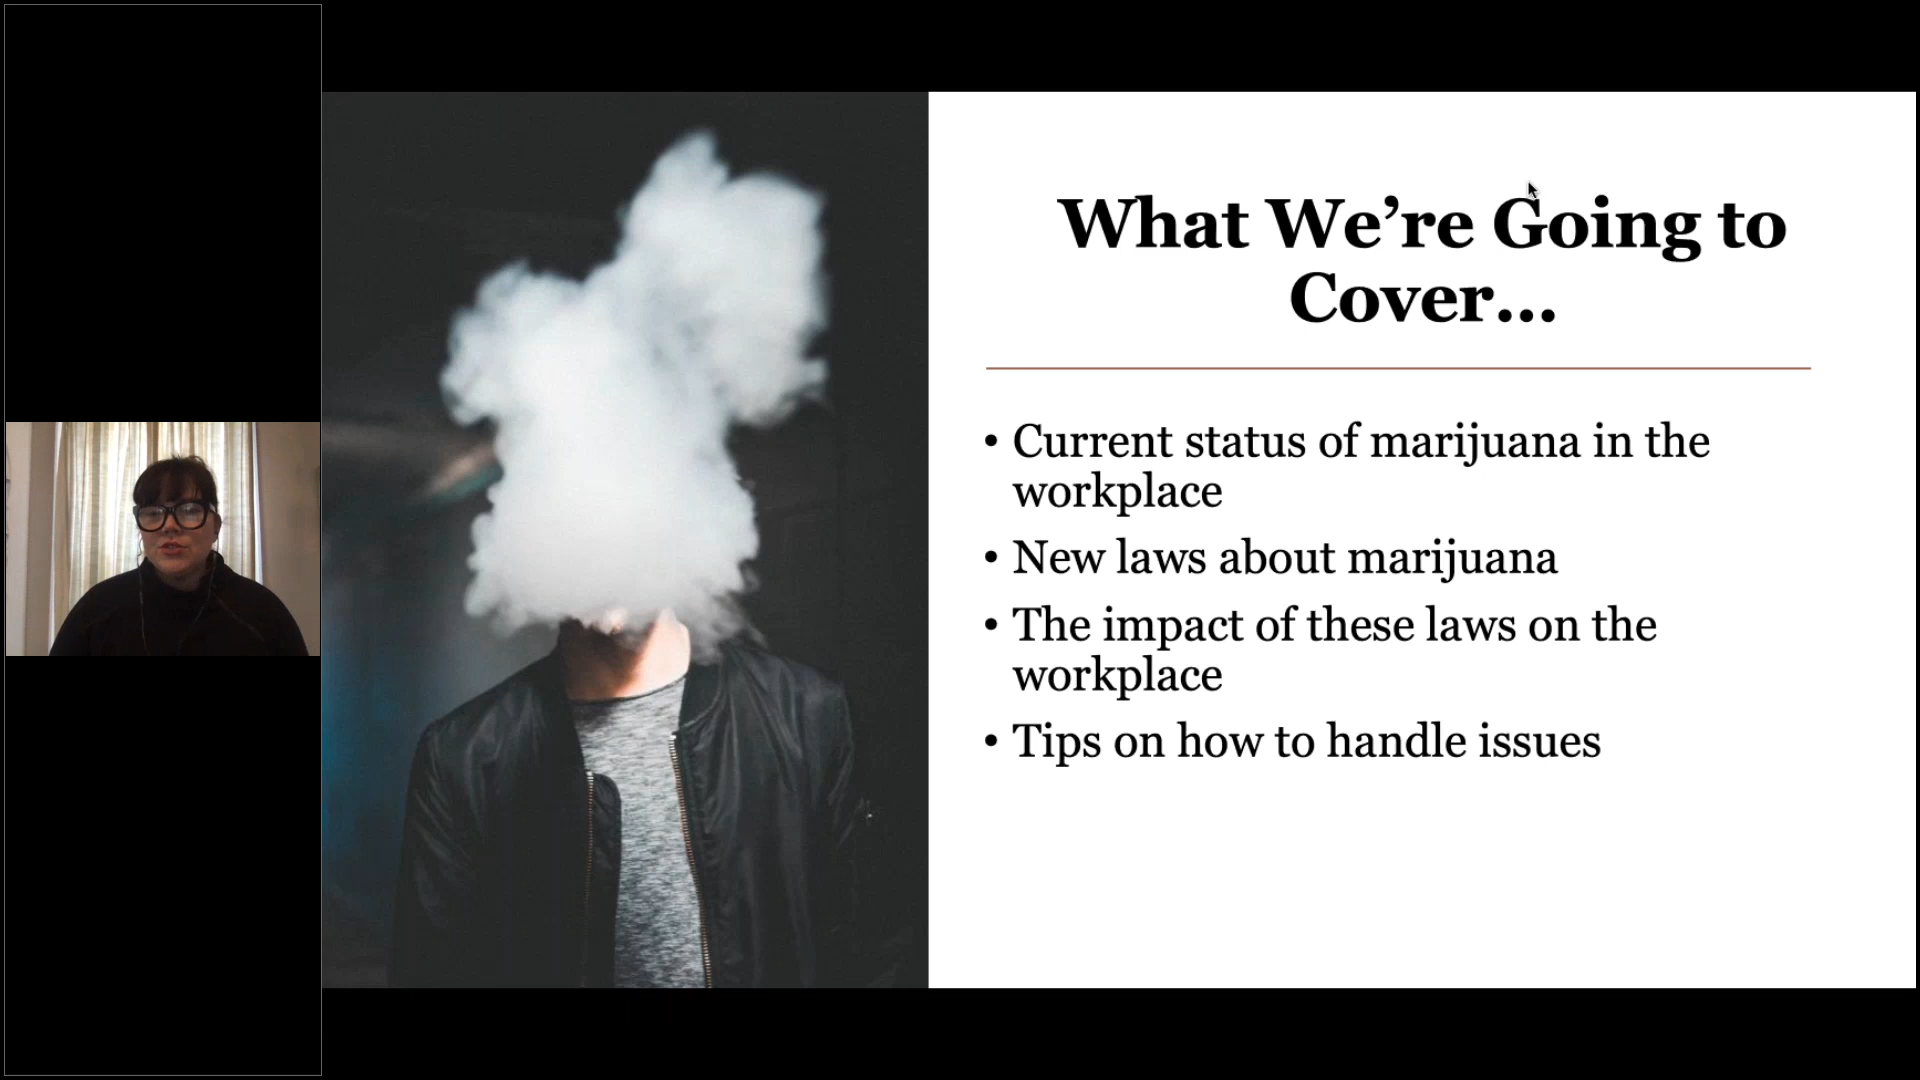 What We’re Going to
Cover…
• Current status of marijuana in the
workplace
• New laws about marijuana
• The impact of these laws on the
workplace
• Tips on how to handle issues